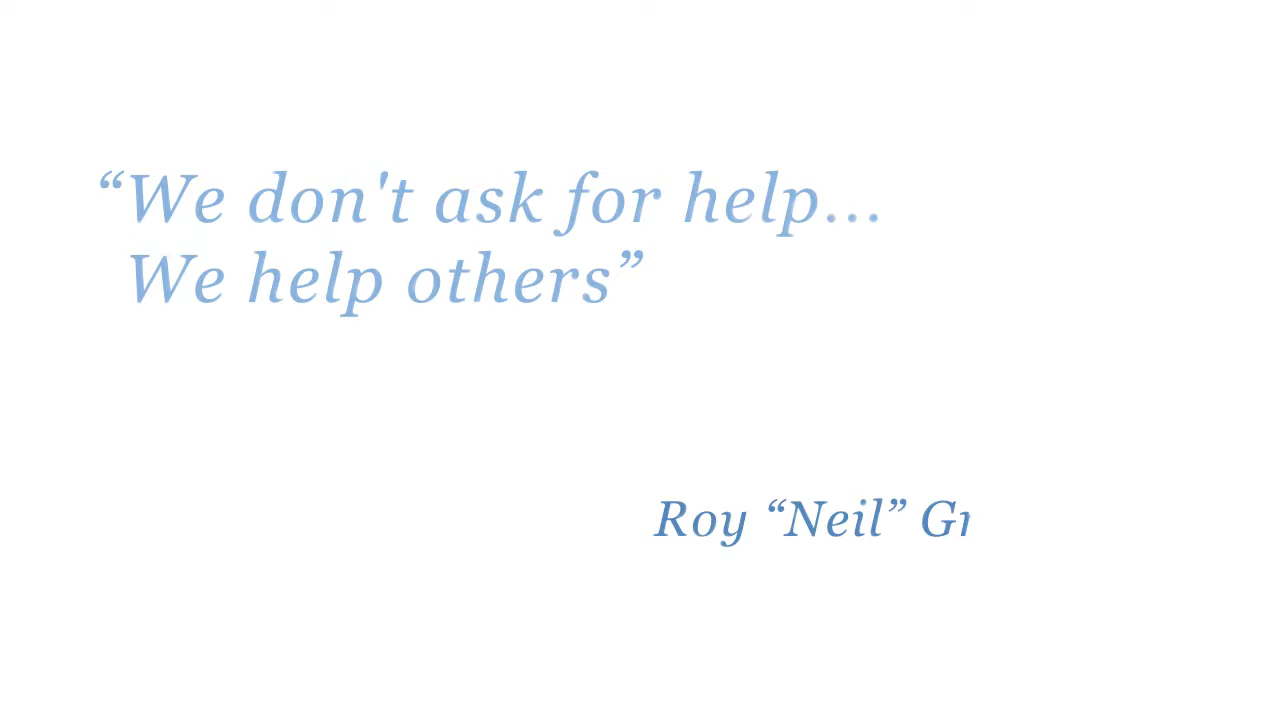 “We don't ask for help...
We help others”
Roy “Neil”